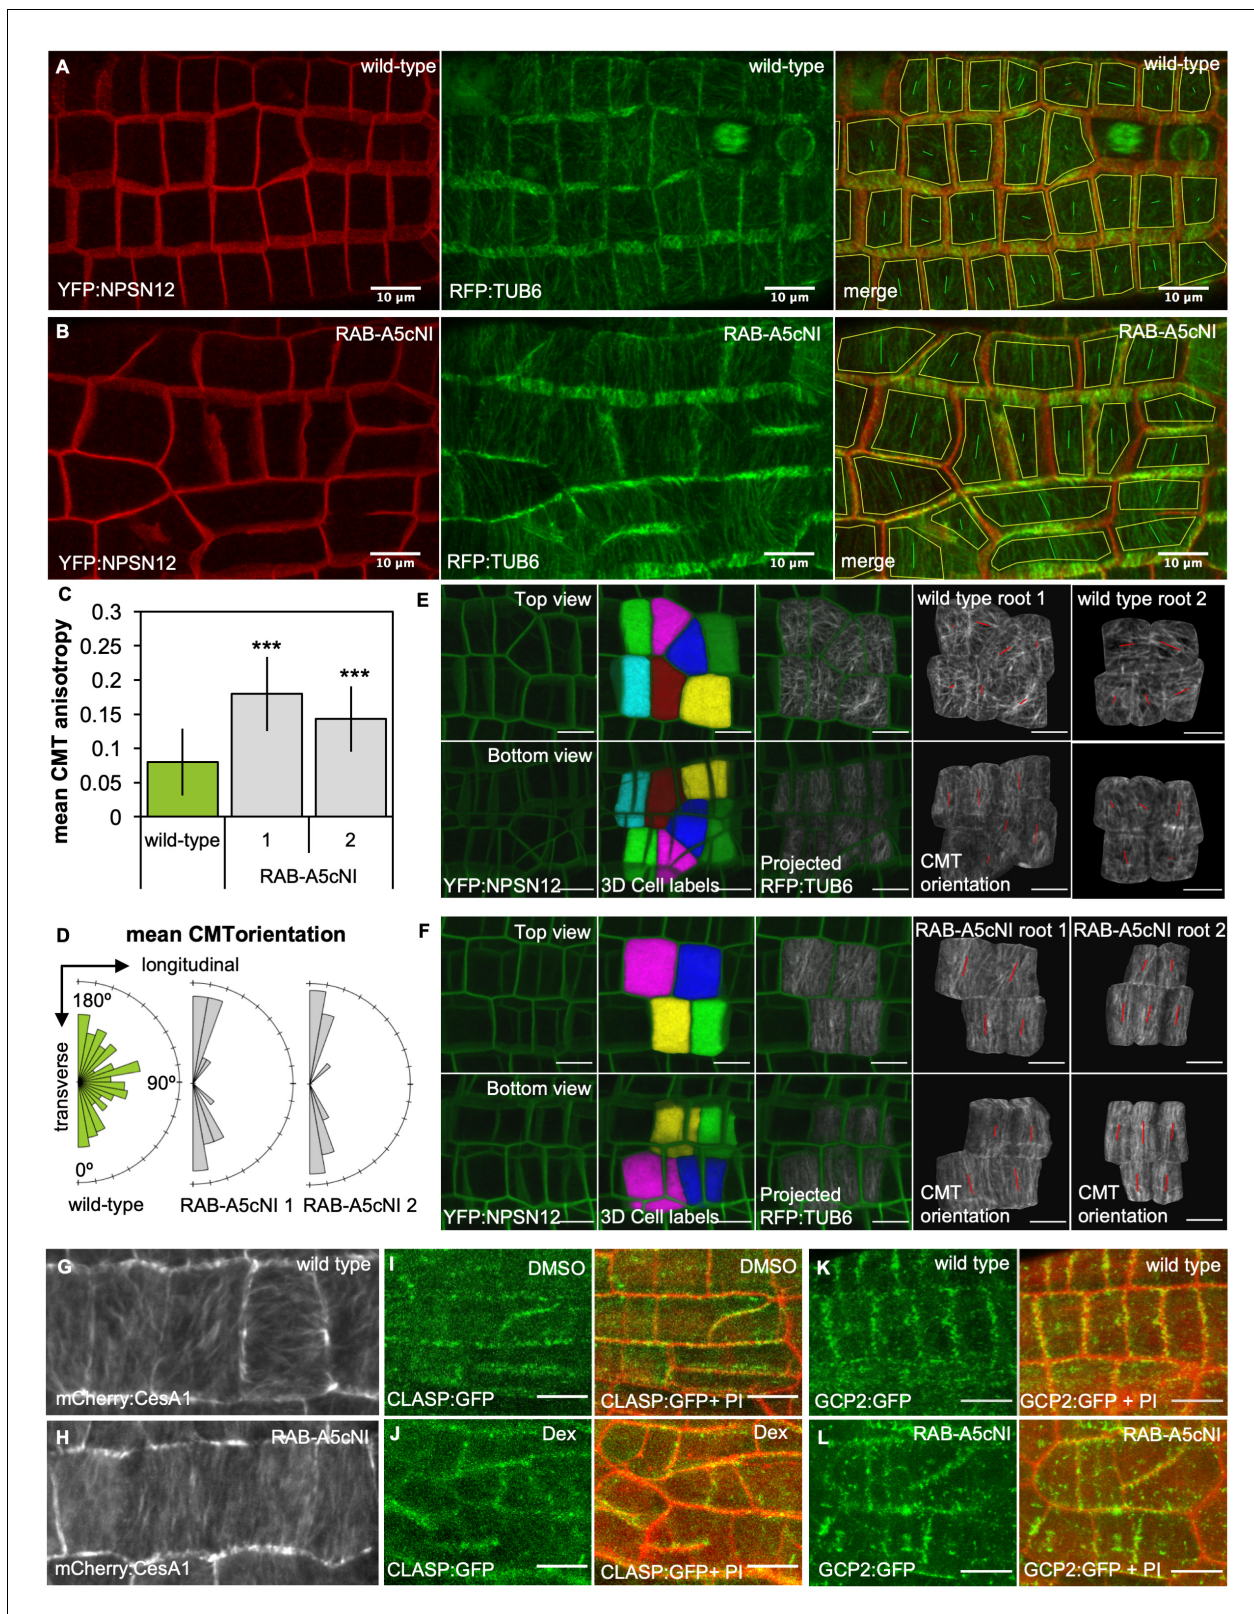 A
wild-type
YFP:NPSN12
10 µm
wild-type
RFP:TUB6
10 µm
wild-type
merge
10 µm
B
RAB-A5cNI
YFP:NPSN12
10 µm
RAB-A5cNI
RFP:TUB6
10 µm
RAB-A5cNI
merge
10 µm
C
mean CMT anisotropy
0.3
0.25
0.2
0.15
0.1
0.05
0
***
***
wild-type
1
2
RAB-A5cNI
D
mean CMTorientation
longitudinal
transverse
180º
90º
0º
wild-type
RAB-A5cNI 1
RAB-A5cNI 2
E
Top view
wild type root 1
wild type root 2
Bottom view
YFP:NPSN12
3D Cell labels
Projected
RFP:TUB6
CMT
orientation
F
Top view
RAB-A5cNI root 1
RAB-A5cNI root 2
Bottom view
YFP:NPSN12
3D Cell labels
Projected
RFP:TUB6
CMT
orientation
CMT
orientation
G
wild type
mCherry:CesA1
H
RAB-A5cNI
mCherry:CesA1
I
DMSO
CLASP:GFP
DMSO
CLASP:GFP+ PI
J
Dex
CLASP:GFP
Dex
CLASP:GFP+ PI
K
wild type
GCP2:GFP
wild type
GCP2:GFP + PI
L
RAB-A5cNI
GCP2:GFP
RAB-A5cNI
GCP2:GFP + PI